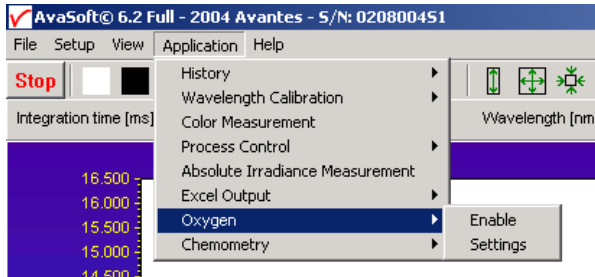 AvaSoft© 6.2 Full - 2004 Avantes - S/N: 0208004S1
File Setup View Application Help
Stop
Integration time [ms]
Wavelength [nm
History
Wavelength Calibration
Color Measurement
Process Control
Absolute Irradiance Measurement
Excel Output
Oxygen
Enable
Chemometry
Settings
16.500
16.000
15.500
15.000
14.500